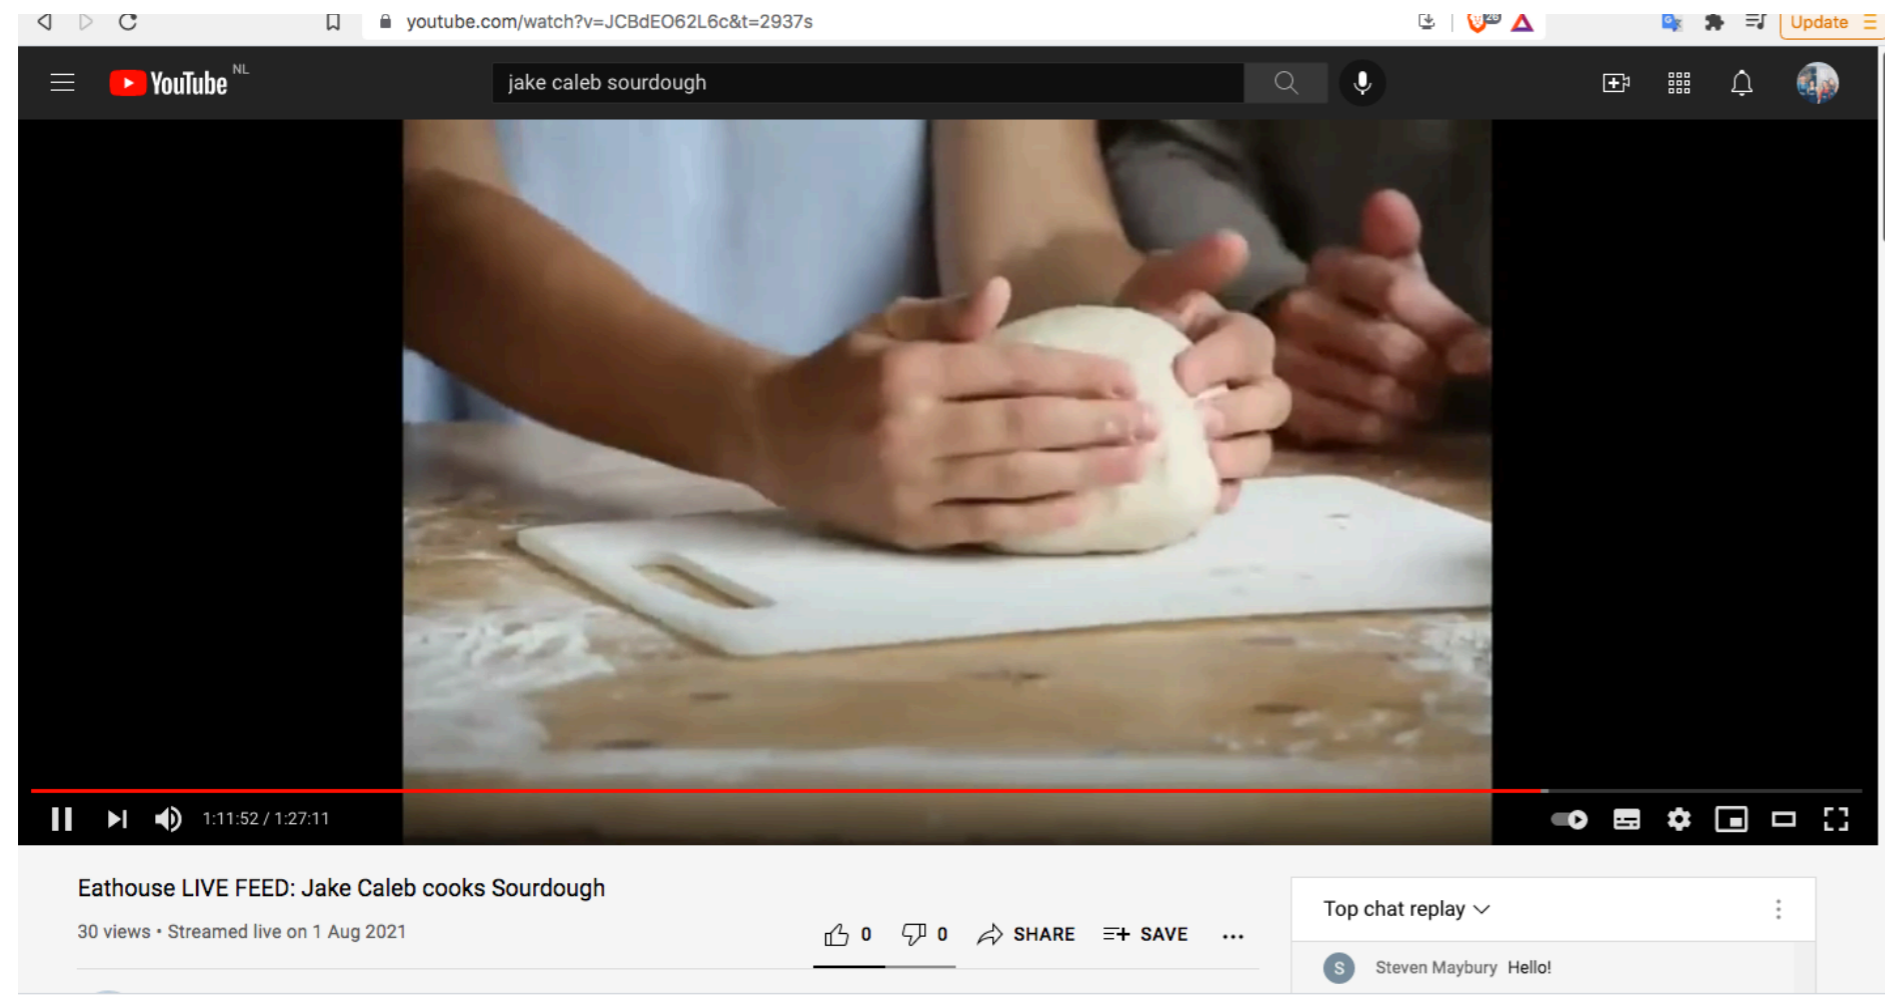 youtube.com/watch?v=JCBdEO62L6c&t=2937s
26
Update
YouTube NL
jake caleb sourdough
1:11:52 / 1:27:11
Eathouse LIVE FEED: Jake Caleb cooks Sourdough
30 views • Streamed live on 1 Aug 2021
0 0 SHARE SAVE
Top chat replay
S Steven Maybury Hello!